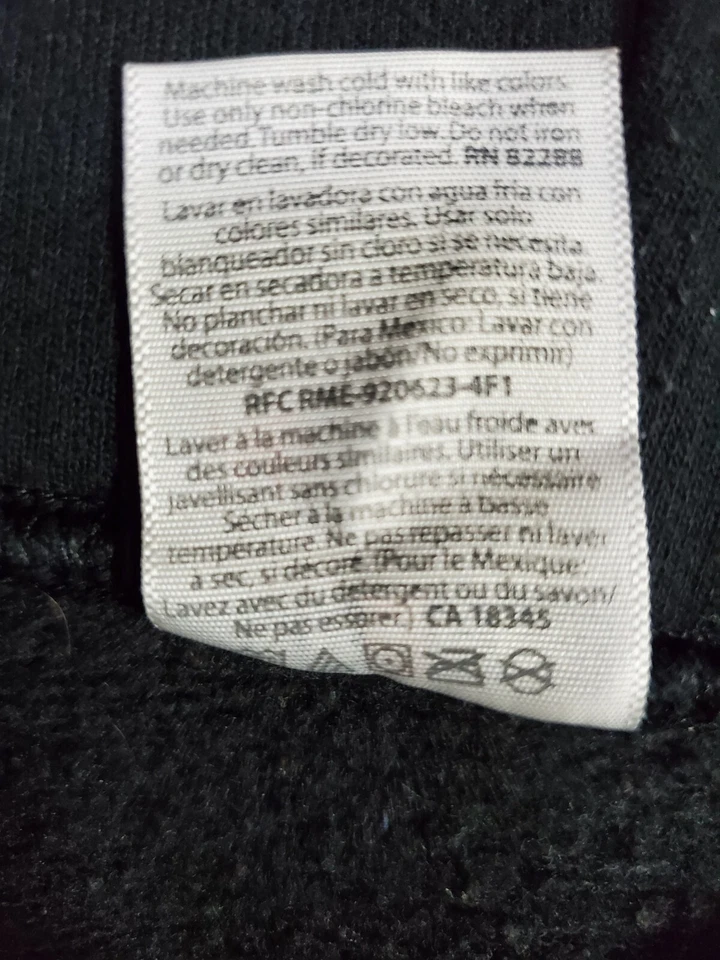 Machine wash cold with like colors.
Use only non-chlorine bleach when
needed. Tumble dry low. Do not iron
or dry clean, if decorated. RN 82288
Lavar en lavadora con agua fria con
colores similares. Usar solo
blanqueador sin cloro si se necesita.
Secar en secadora a temperatura baja.
No planchar ni lavar en seco, si tiene
decoración. (Para Mexico: Lavar con
detergente o jabón/No exprimir)
RFC RME-920623-4F1
Laver à la machine à l'eau froide avec
des couleurs similaires. Utiliser un
javellisant sans chlorure si nécessaire
Sécher à la machine à basse
température. Ne pas repasser ni laver
a sec, si décoré. (Pour le Mexique:
Lavez avec du détergent ou du savon/
Ne pas essorer.) CA 18345